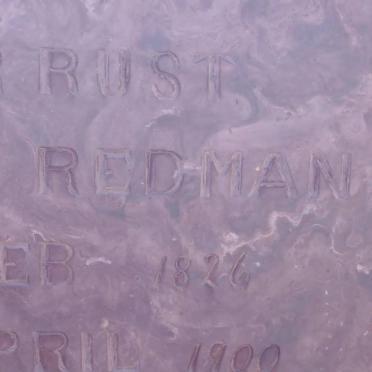 RUST
REDMAN
EB 1826
PRIL 1900